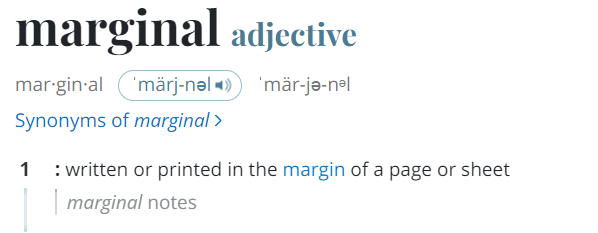 marginal adjective
mar·gin·al ˈmärj-nəl ˈmär-jə-nᵊl
Synonyms of marginal
1 : written or printed in the margin of a page or sheet
marginal notes